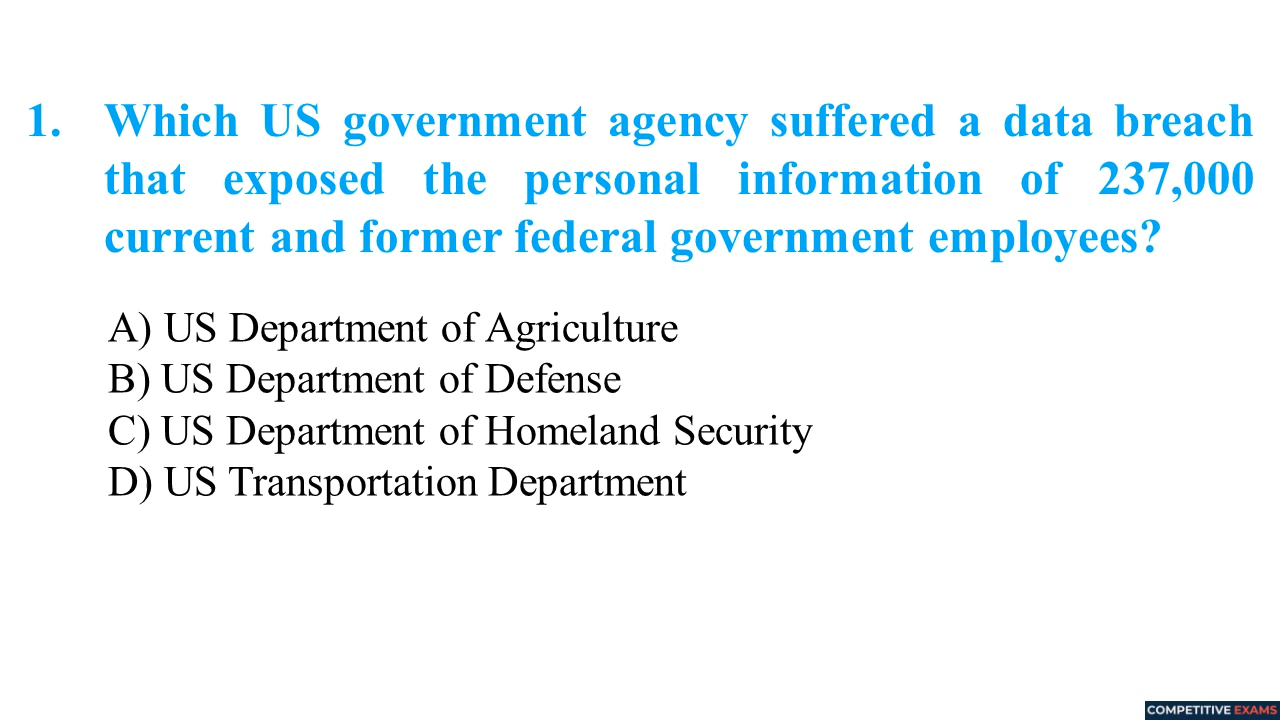 1. Which US government agency suffered a data breach
that exposed the personal information of 237,000
current and former federal government employees?
A) US Department of Agriculture
B) US Department of Defense
C) US Department of Homeland Security
D) US Transportation Department
COMPETITIVE EXAMS